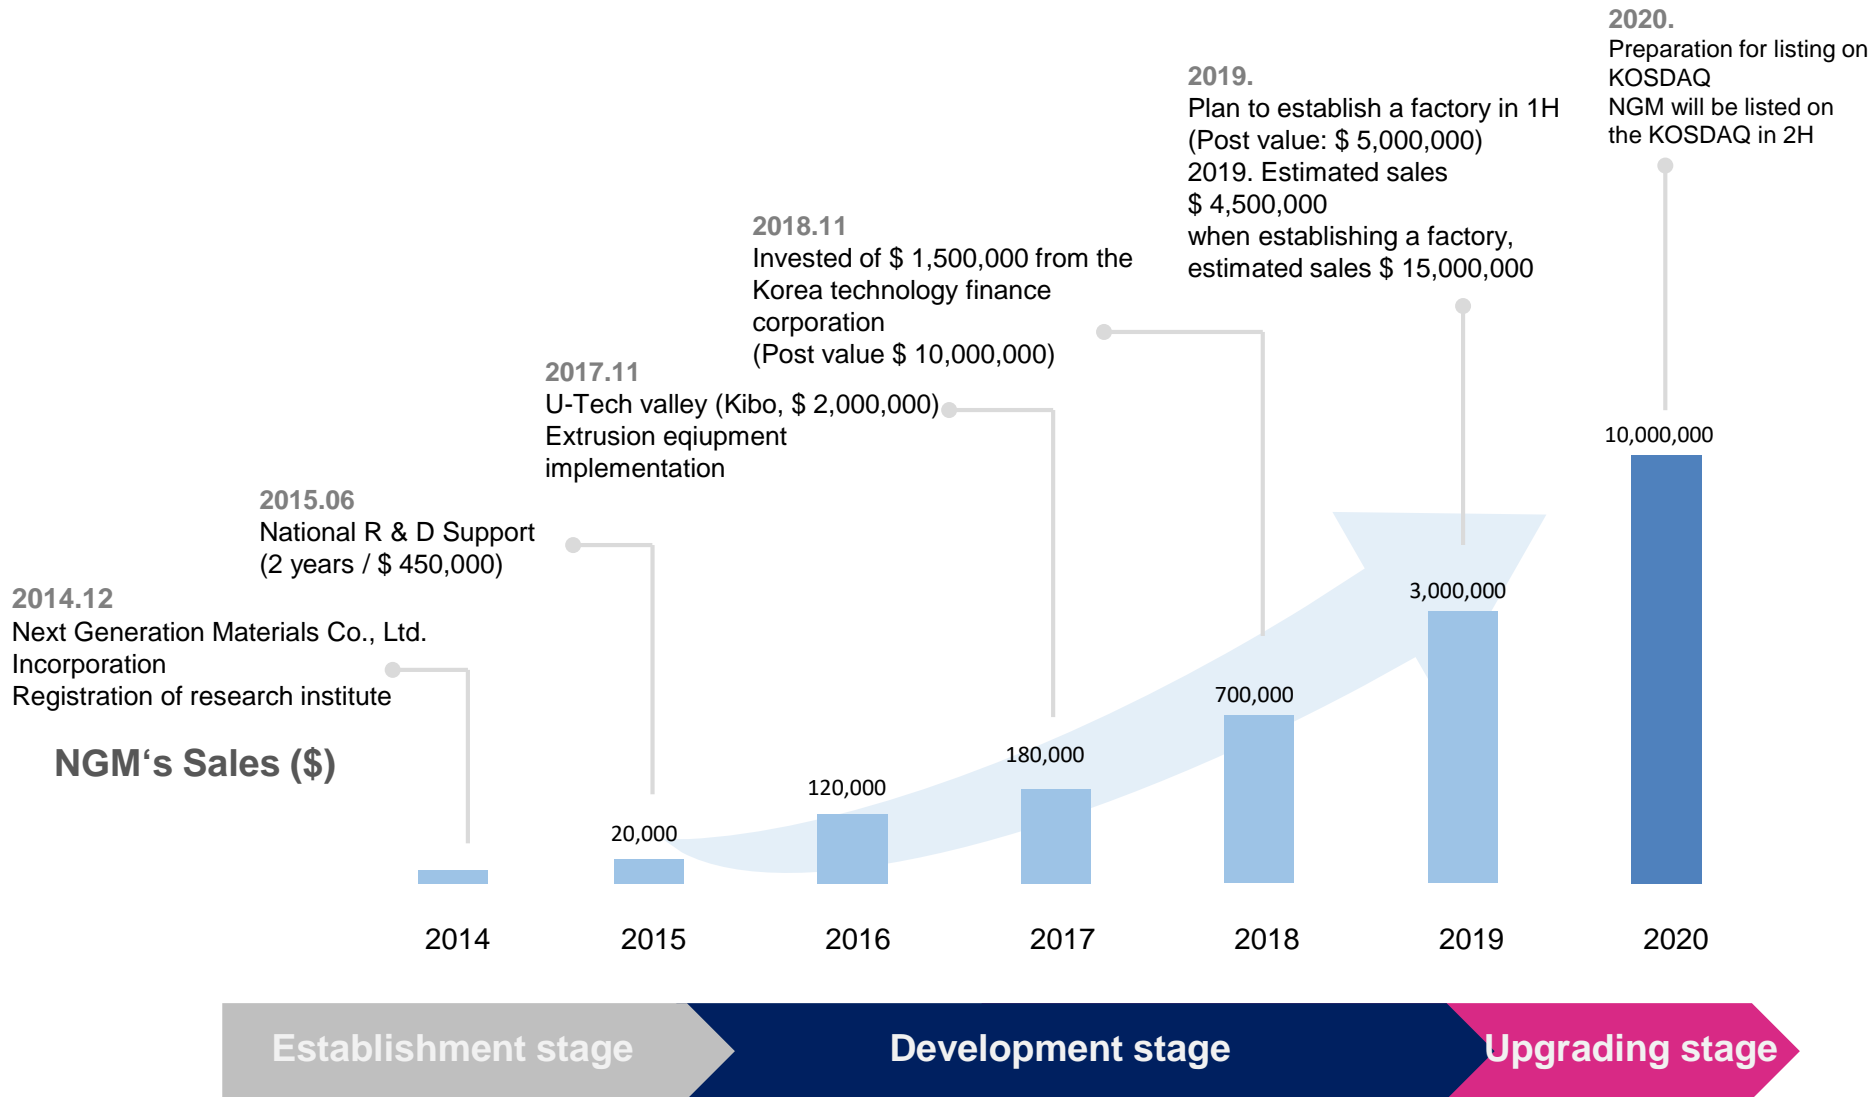 2020.
Preparation for listing on
KOSDAQ
NGM will be listed on
the KOSDAQ in 2H
2019.
Plan to establish a factory in 1H
(Post value: $ 5,000,000)
2019. Estimated sales
$ 4,500,000
when establishing a factory,
estimated sales $ 15,000,000
2018.11
Invested of $ 1,500,000 from the
Korea technology finance
corporation
(Post value $ 10,000,000)
2017.11
U-Tech valley (Kibo, $ 2,000,000)
Extrusion eqiupment
implementation
2015.06
National R & D Support
(2 years / $ 450,000)
2014.12
Next Generation Materials Co., Ltd.
Incorporation
Registration of research institute
NGM‘s Sales ($)
20,000
120,000
180,000
700,000
3,000,000
10,000,000
2014
2015
2016
2017
2018
2019
2020
Establishment stage
Development stage
Upgrading stage